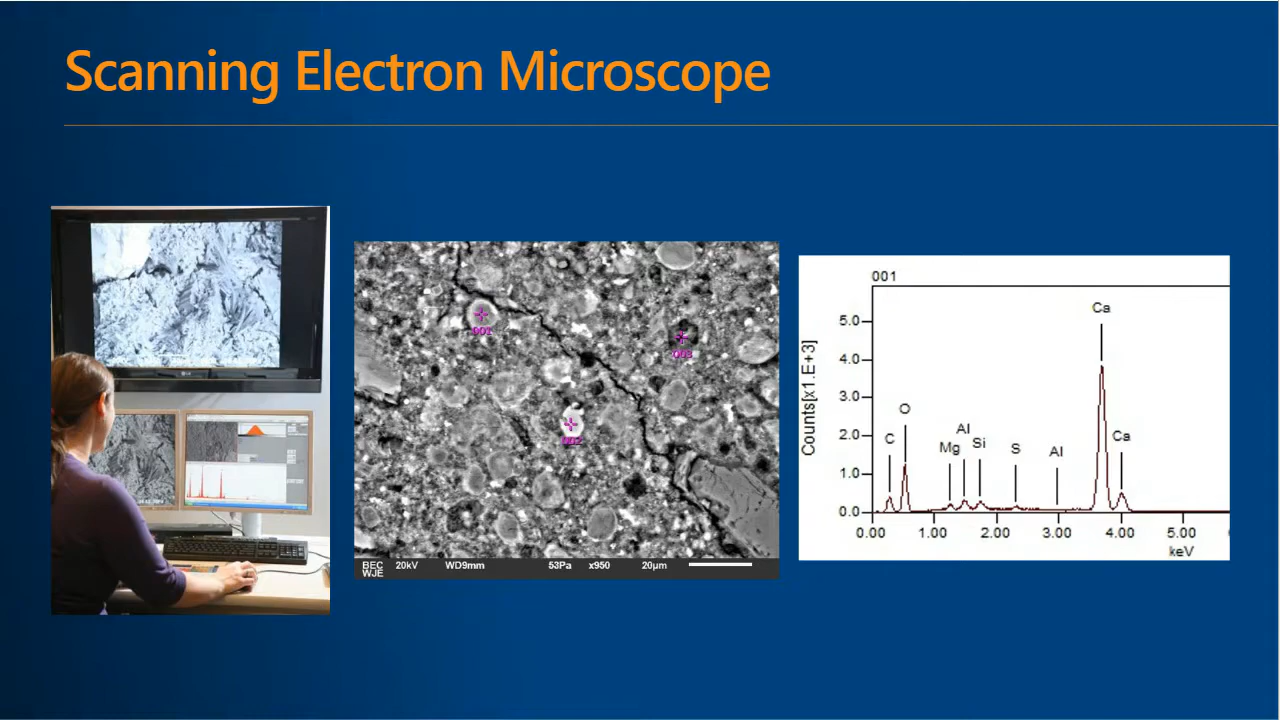 Scanning Electron Microscope
001
003
002
BEC 20kV WD9mm 53Pa x950 20µm
WJE
001
Counts[x1.E+3]
5.0
4.0
3.0
2.0
1.0
0.0
C
O
Mg
Al
Si
S
Al
Ca
Ca
0.00 1.00 2.00 3.00 4.00 5.00
keV